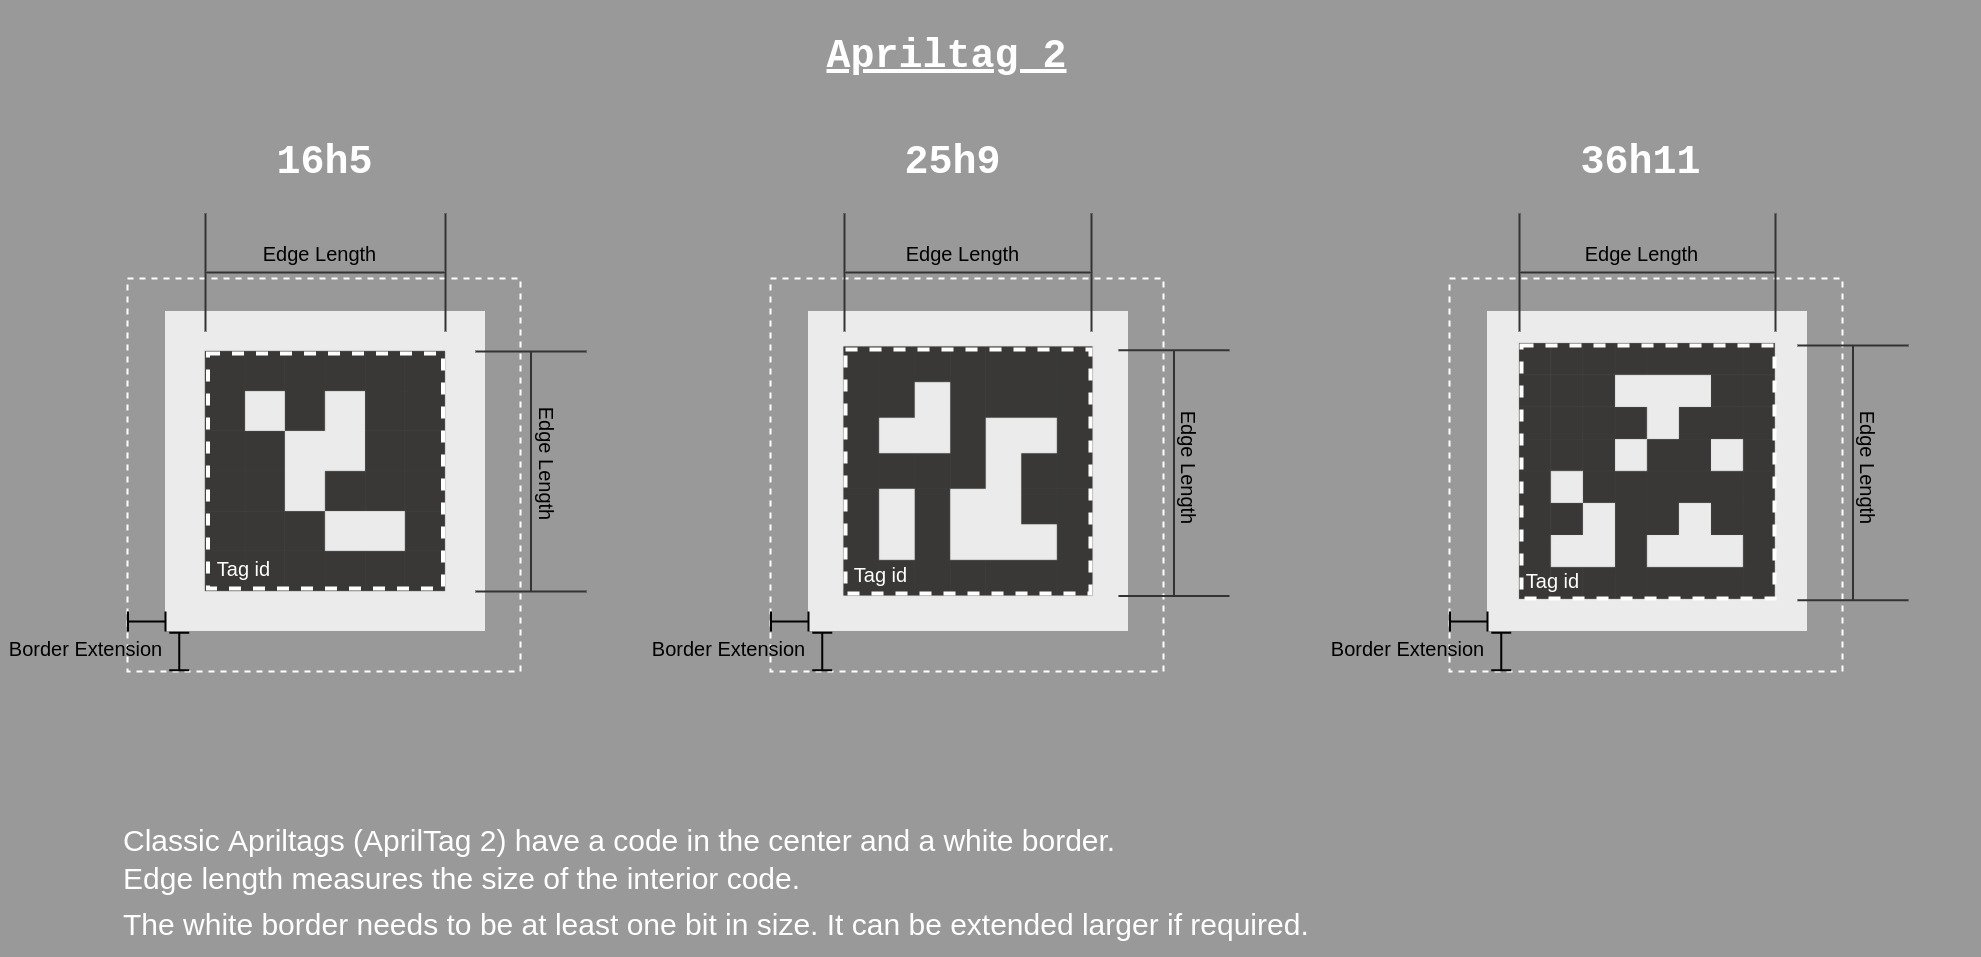 Apriltag 2
16h5
25h9
36h11
Edge Length
Edge Length
Edge Length
Edge Length
Edge Length
Edge Length
Tag id
Tag id
Tag id
Border Extension
Border Extension
Border Extension
Classic Apriltags (AprilTag 2) have a code in the center and a white border.
Edge length measures the size of the interior code.
The white border needs to be at least one bit in size. It can be extended larger if required.